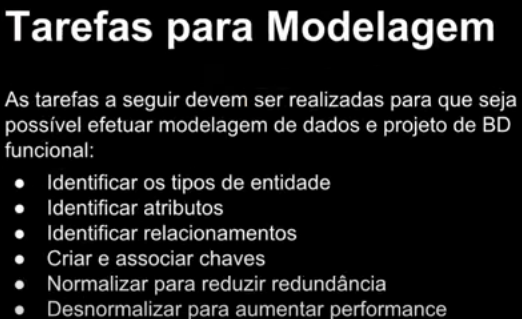 Tarefas para Modelagem
As tarefas a seguir devem ser realizadas para que seja
possível efetuar modelagem de dados e projeto de BD
funcional:
● Identificar os tipos de entidade
● Identificar atributos
● Identificar relacionamentos
● Criar e associar chaves
● Normalizar para reduzir redundância
● Desnormalizar para aumentar performance